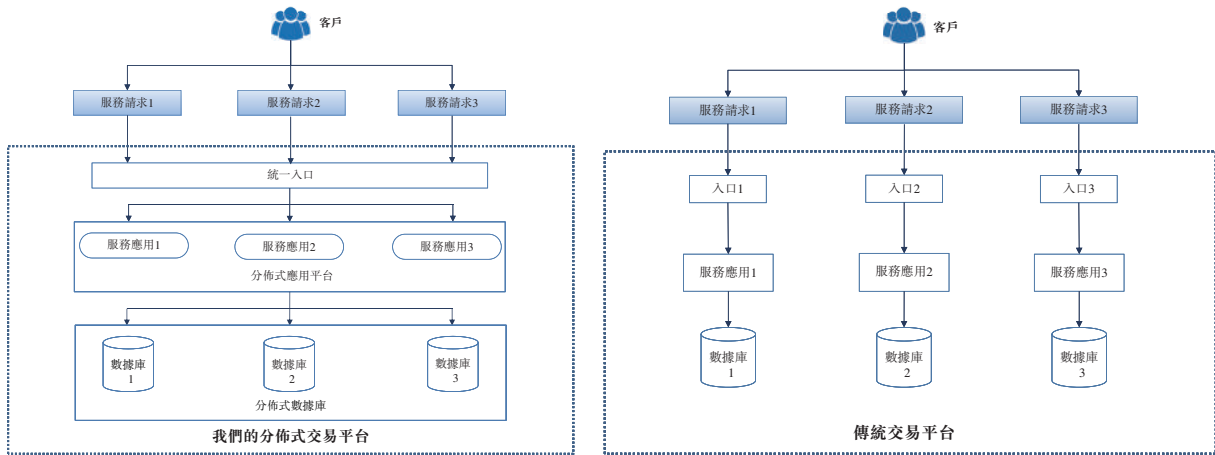 客戶
服務請求1
服務請求2
服務請求3
統一入口
服務應用1
服務應用2
服務應用3
分佈式應用平台
數據庫
1
數據庫
2
數據庫
3
分佈式數據庫
我們的分佈式交易平台
客戶
服務請求1
服務請求2
服務請求3
入口1
入口2
入口3
服務應用1
服務應用2
服務應用3
數據庫
1
數據庫
2
數據庫
3
傳統交易平台